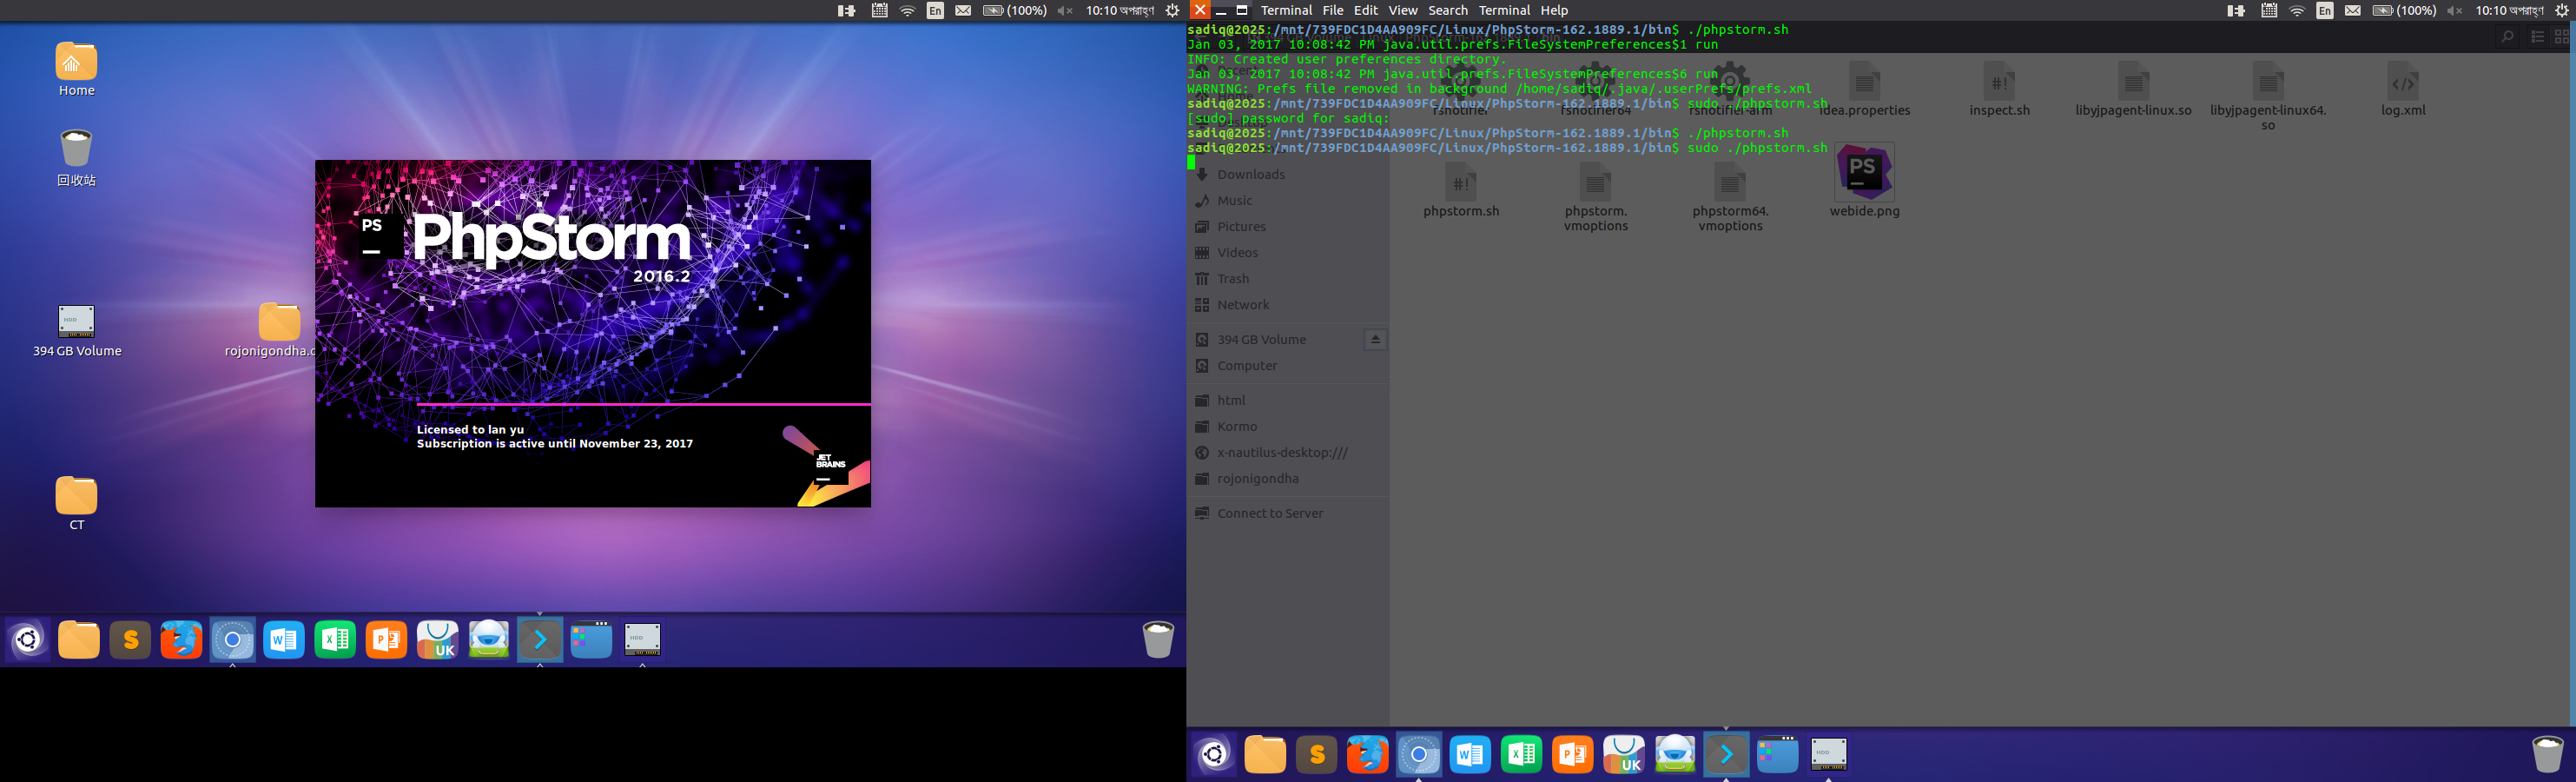 En (100%) 10:10 অপরাহ্ণ
Home
回收站
394 GB Volume
rojonigondha.c
CT
PS
PhpStorm
2016.2
Licensed to lan yu
Subscription is active until November 23, 2017
JET
BRAINS
S W X P UK HDD
Terminal File Edit View Search Terminal Help En (100%) 10:10 অপরাহ্ণ
sadiq@2025:/mnt/739FDC1D4AA909FC/Linux/PhpStorm-162.1889.1/bin$ ./phpstorm.sh
Jan 03, 2017 10:08:42 PM java.util.prefs.FileSystemPreferences$1 run
INFO: Created user preferences directory.
Jan 03, 2017 10:08:42 PM java.util.prefs.FileSystemPreferences$6 run
WARNING: Prefs file removed in background /home/sadiq/.java/.userPrefs/prefs.xml
sadiq@2025:/mnt/739FDC1D4AA909FC/Linux/PhpStorm-162.1889.1/bin$ sudo ./phpstorm.sh
[sudo] password for sadiq:
sadiq@2025:/mnt/739FDC1D4AA909FC/Linux/PhpStorm-162.1889.1/bin$ ./phpstorm.sh
sadiq@2025:/mnt/739FDC1D4AA909FC/Linux/PhpStorm-162.1889.1/bin$ sudo ./phpstorm.sh
fsnotifier fsnotifier64 fsnotifier-arm idea.properties inspect.sh libyjpagent-linux.so libyjpagent-linux64.so log.xml
phpstorm.sh phpstorm.vmoptions phpstorm64.vmoptions webide.png
Downloads
Music
Pictures
Videos
Trash
Network
394 GB Volume
Computer
html
Kormo
x-nautilus-desktop:///
rojonigondha
Connect to Server
S W X P UK HDD